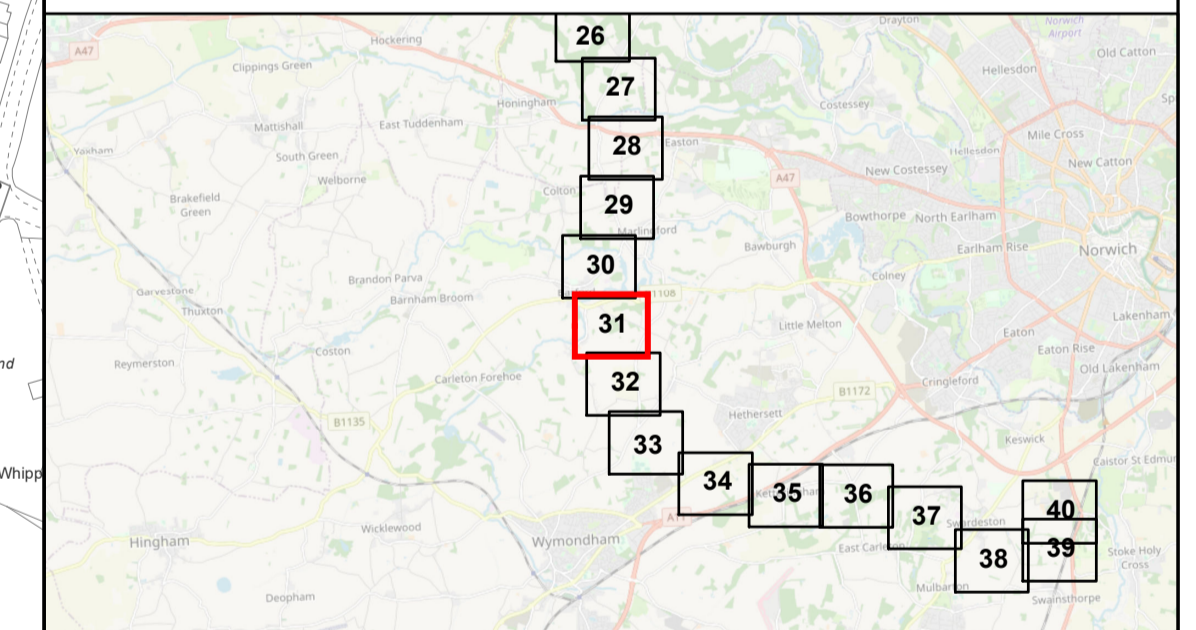 Drayton
Norwich
Airport
26
Hockering
A47
Old Catton
Clippings Green
Hellesdon
27
Honingham
Costessey
Mattishall
East Tuddenham
Mile Cross
28
Easton
Yaxham
South Green
Hellesdon
New Catton
New Costessey
Welborne
A47
Colton
Brakefield
Green
29
Bowthorpe
North Earlham
Bawburgh
Earlham Rise
Norwich
30
Brandon Parva
Colney
Garvestone
Barnham Broom
1108
Thuxton
31
Little Melton
Lakenham
Eaton
Coston
Eaton Rise
nd
Reymerston
Old Lakenham
Carleton Forehoe
32
Cringleford
B1172
Hethersett
B1135
33
Keswick
Caistor St Edmun
Whipp
34
35
36
A11
37
40
Swardeston
Wicklewood
Hingham
Wymondham
East Carle
39
38
Stoke Holy
Cross
Mulbarton
Deopham
Swainsthorpe